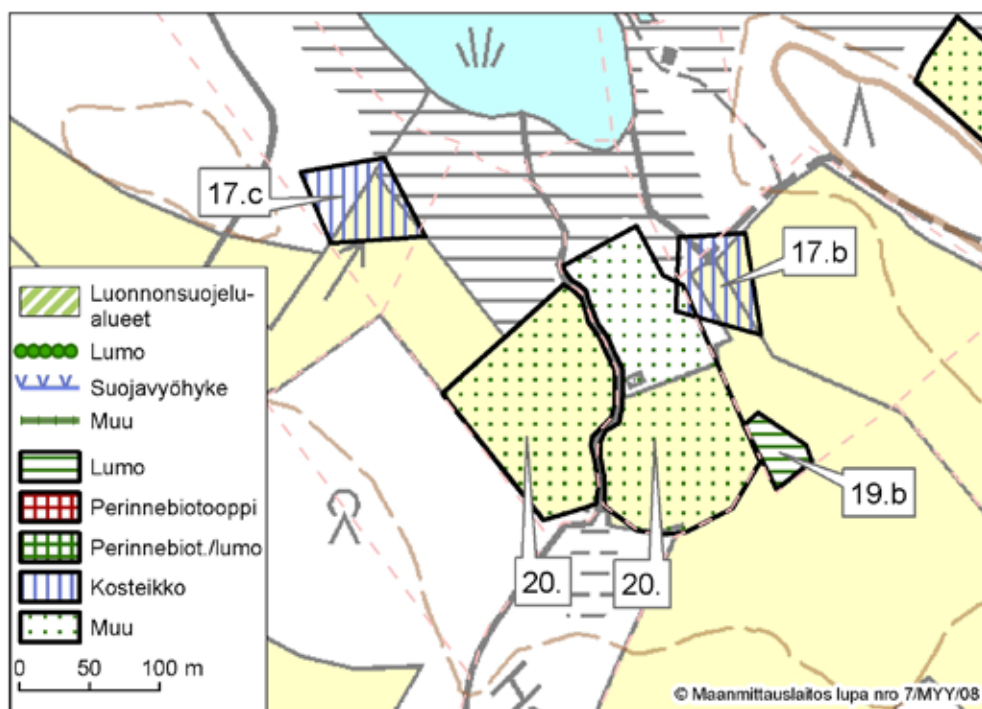 17.c
17.b
19.b
20.
20.
Luonnonsuojelu-
alueet
Lumo
Suojavyöhyke
Muu
Lumo
Perinnebiotooppi
Perinnebiot./lumo
Kosteikko
Muu
0 50 100 m
© Maanmittauslaitos lupa nro 7/MYY/08